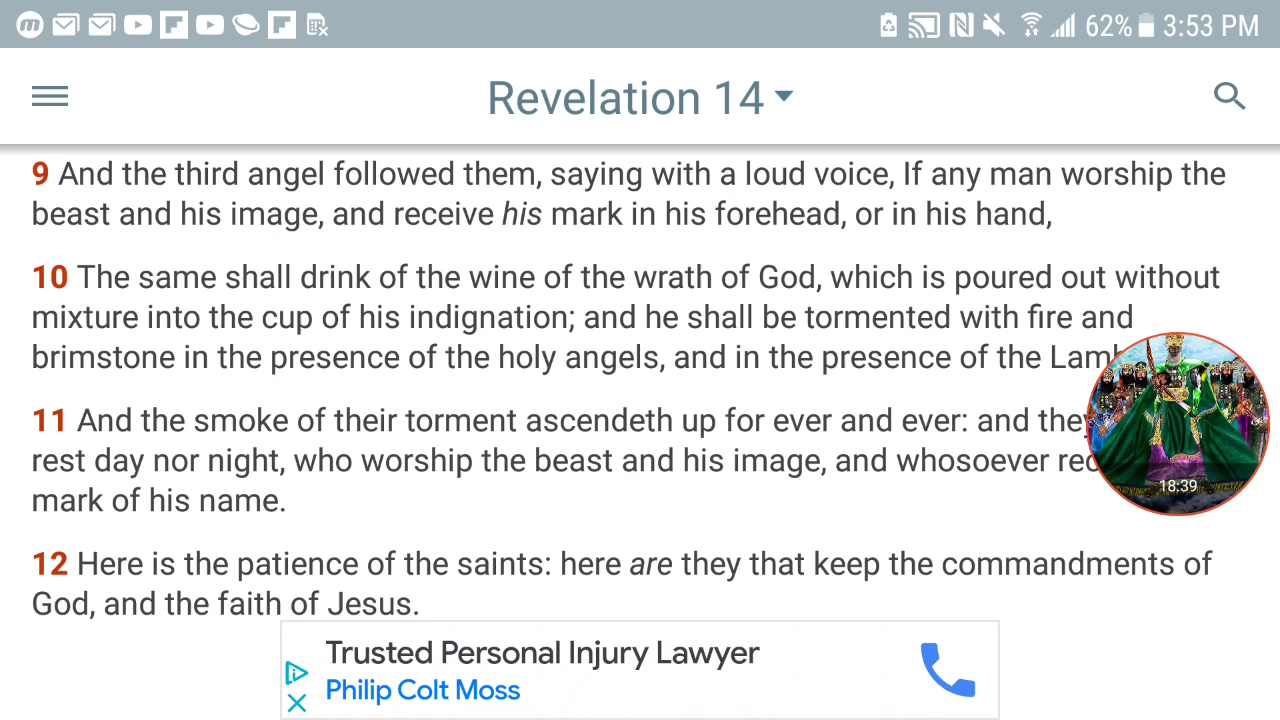 62% 3:53 PM
Revelation 14
9 And the third angel followed them, saying with a loud voice, If any man worship the
beast and his image, and receive his mark in his forehead, or in his hand,
10 The same shall drink of the wine of the wrath of God, which is poured out without
mixture into the cup of his indignation; and he shall be tormented with fire and
brimstone in the presence of the holy angels, and in the presence of the
11 And the smoke of their torment ascendeth up for ever and ever: and they
rest day nor night, who worship the beast and his image, and whosoever
mark of his name.
18:39
12 Here is the patience of the saints: here are they that keep the commandments of
God, and the faith of Jesus.
Trusted Personal Injury Lawyer
Philip Colt Moss